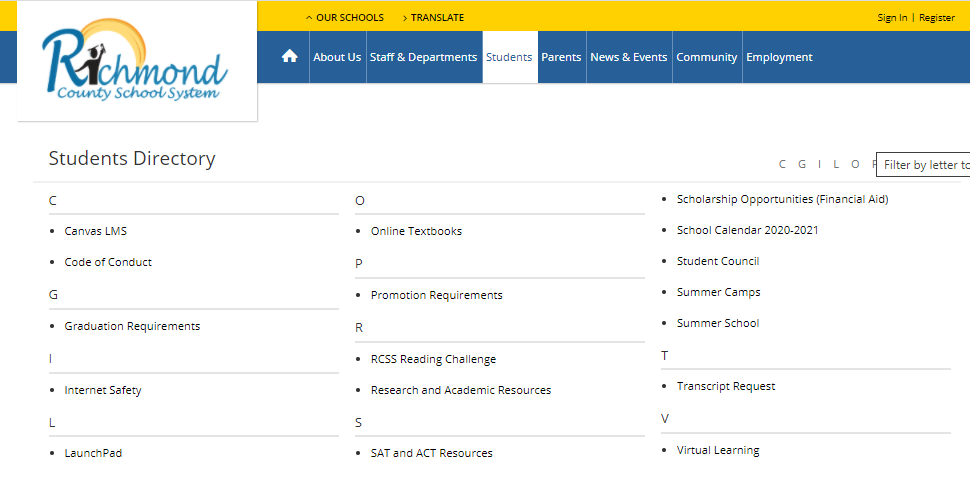 OUR SCHOOLS TRANSLATE Sign In | Register
Richmond
County School System
About Us Staff & Departments Students Parents News & Events Community Employment
Students Directory
C G I L O
Filter by letter to
C
Canvas LMS
Code of Conduct
G
Graduation Requirements
I
Internet Safety
L
LaunchPad
O
Online Textbooks
P
Promotion Requirements
R
RCSS Reading Challenge
Research and Academic Resources
S
SAT and ACT Resources
Scholarship Opportunities (Financial Aid)
School Calendar 2020-2021
Student Council
Summer Camps
Summer School
T
Transcript Request
V
Virtual Learning